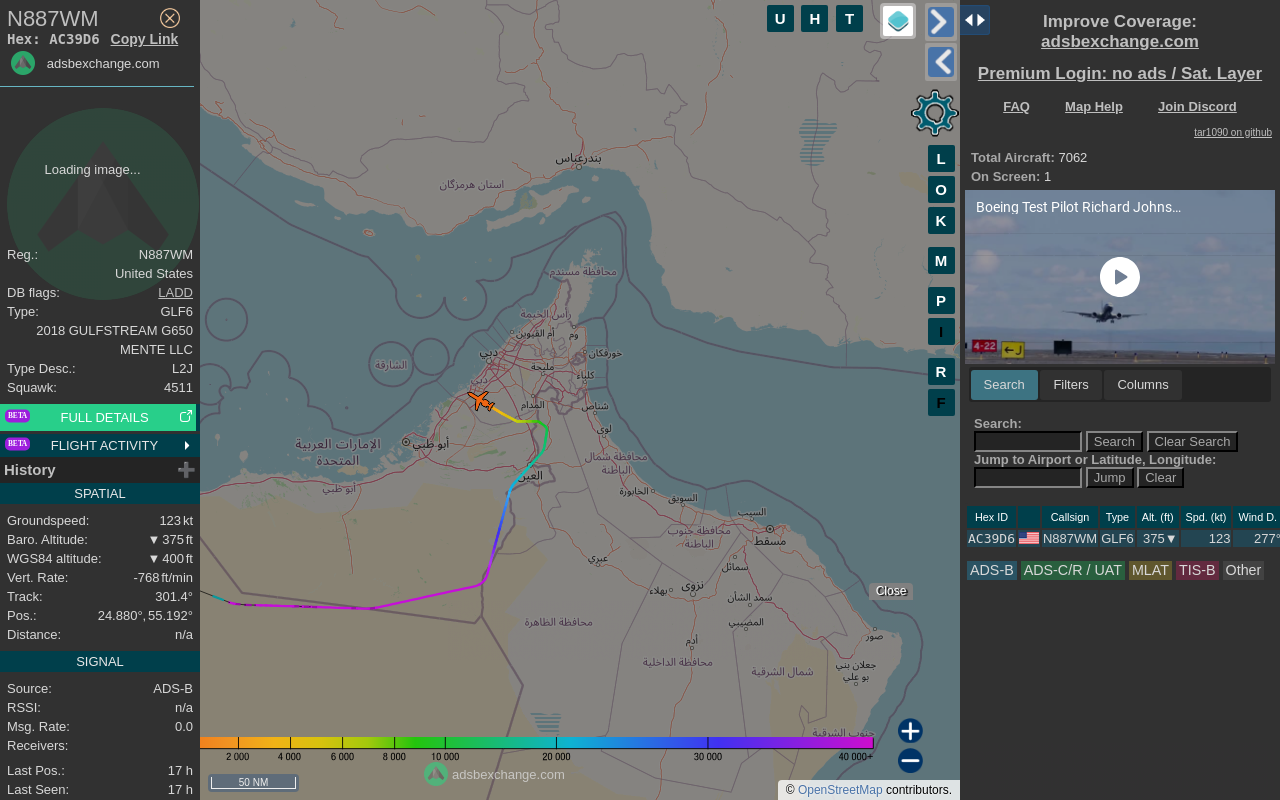 N887WM
Hex: AC39D6 Copy Link
adsbexchange.com
Loading image...
Reg.: N887WM
United States
DB flags: LADD
Type: GLF6
2018 GULFSTREAM G650
MENTE LLC
Type Desc.: L2J
Squawk: 4511
BETA FULL DETAILS
BETA FLIGHT ACTIVITY
History
SPATIAL
Groundspeed: 123 kt
Baro. Altitude: ▼ 375 ft
WGS84 altitude: ▼ 400 ft
Vert. Rate: -768 ft/min
Track: 301.4°
Pos.: 24.880°, 55.192°
Distance: n/a
SIGNAL
Source: ADS-B
RSSI: n/a
Msg. Rate: 0.0
Receivers:
Last Pos.: 17 h
Last Seen: 17 h
U H T
L
O
K
M
P
I
R
F
بندرعباس
استان هرمزگان
محافظة مسندم
رأس الخيمة
أم القيوين
وم
دبي
خورفكان
مليحة
الشارقة
دبي
كلباء
المدام
شناص
لوى
أبو ظبي
الإمارات العربية
المتحدة
محافظة شمال
الباطنة
العين
أبو ظبي
الخابورة
السويق
السيب
مسقط
محافظة جنوب
الباطنة
عبري
سمائل
نزوى
بهلاء
سمد الشأن
المضيبي
محافظة الظاهرة
أدم
صور
محافظة الداخلية
شمال الشرقية
جعلان بني
بو علي
جنوب الشرقية
Close
2 000 4 000 6 000 8 000 10 000 20 000 30 000 40 000+
adsbexchange.com
50 NM
© OpenStreetMap contributors.
Improve Coverage:
adsbexchange.com
Premium Login: no ads / Sat. Layer
FAQ Map Help Join Discord
tar1090 on github
Total Aircraft: 7062
On Screen: 1
Boeing Test Pilot Richard Johns...
4-22 J
Search Filters Columns
Search:
Search Clear Search
Jump to Airport or Latitude, Longitude:
Jump Clear
Hex ID Callsign Type Alt. (ft) Spd. (kt) Wind D.
AC39D6 N887WM GLF6 375▼ 123 277°
ADS-B ADS-C/R / UAT MLAT TIS-B Other